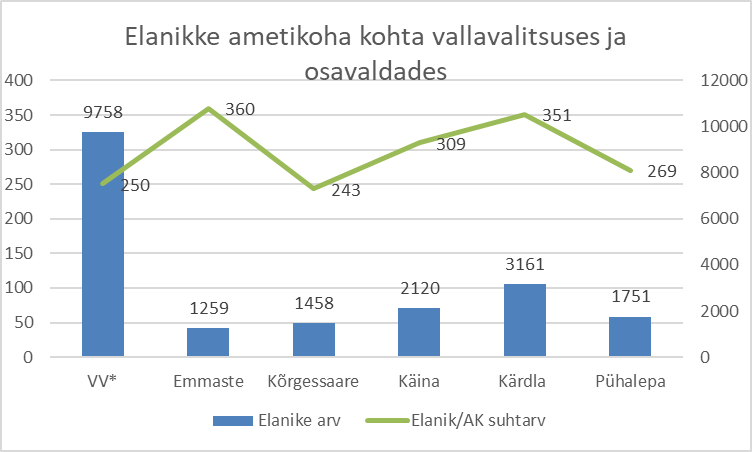 Elanikke ametikoha kohta vallavalitsuses ja
osavaldades
400
350
300
250
200
150
100
50
0
12000
10000
8000
6000
4000
2000
0
9758
1259
1458
2120
3161
1751
250
360
243
309
351
269
VV*
Emmaste
Kõrgessaare
Käina
Kärdla
Pühalepa
Elanike arv
Elanik/AK suhtarv